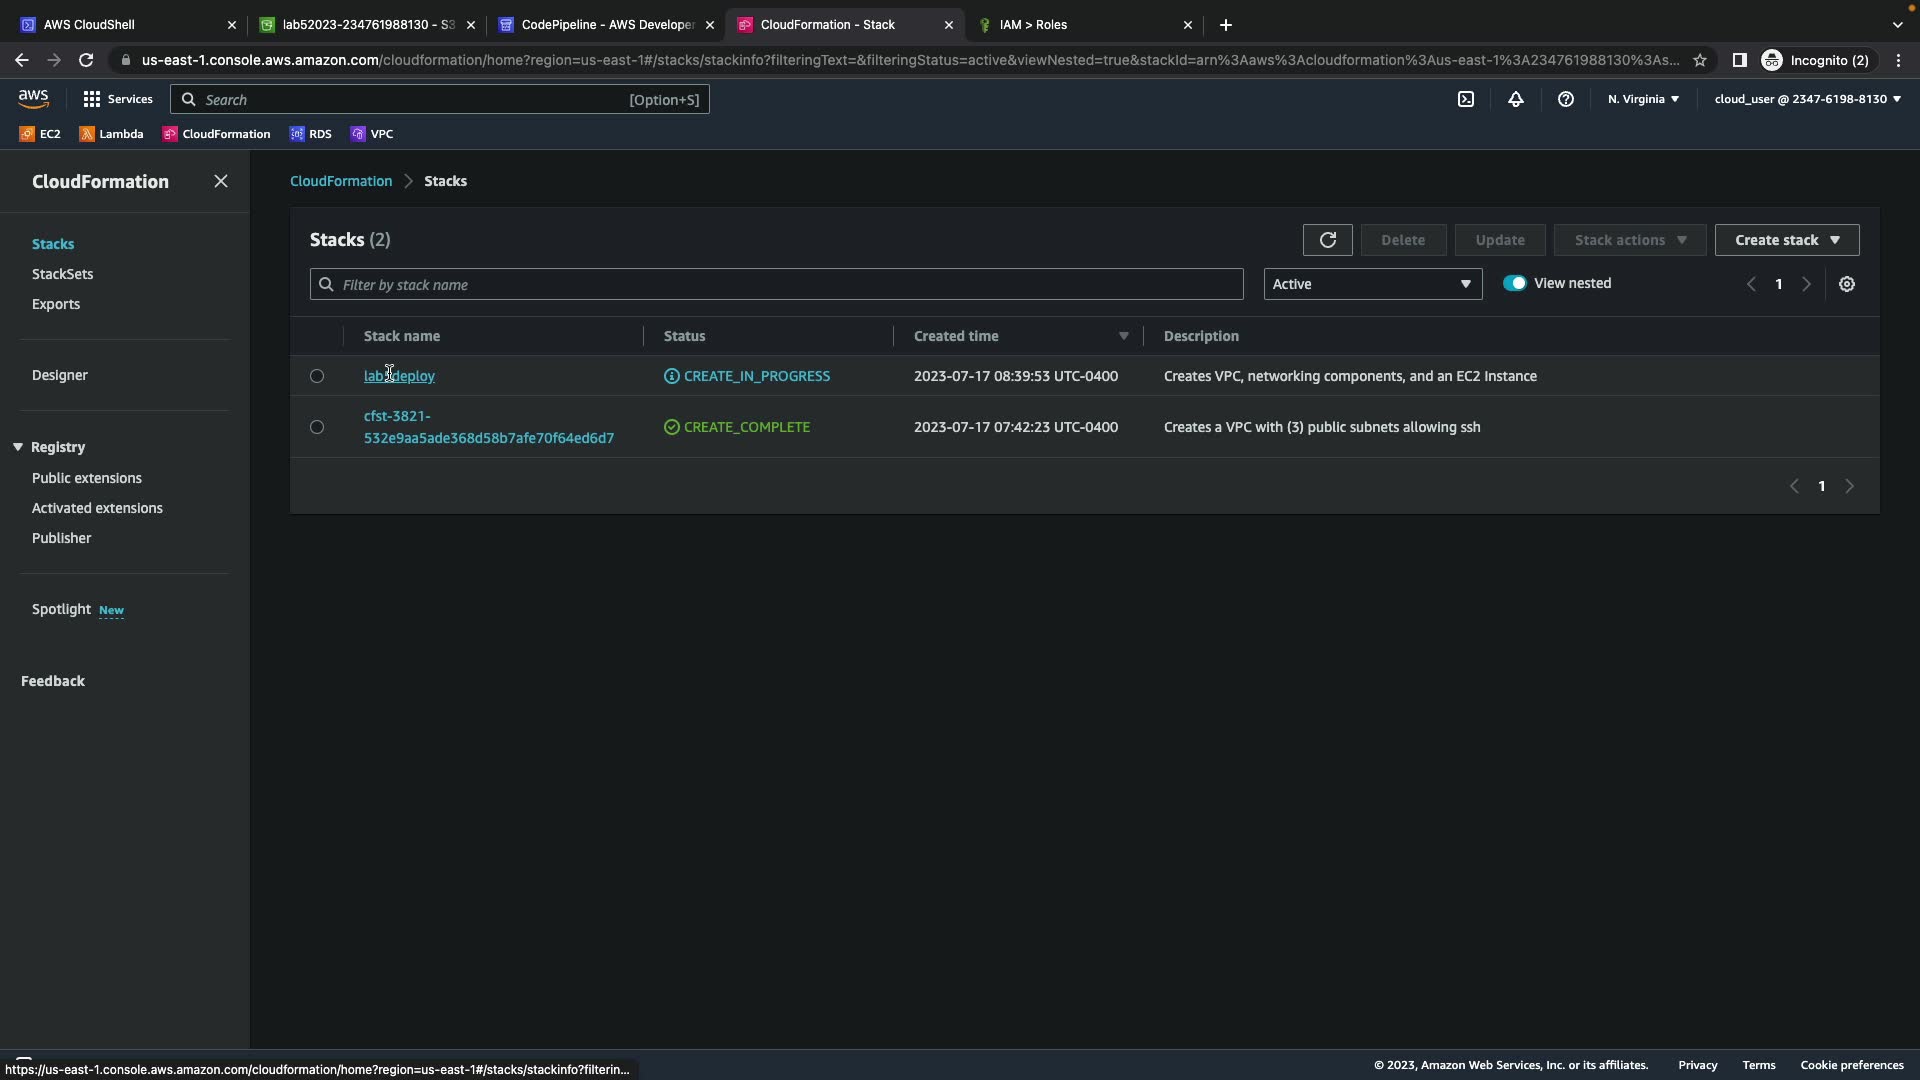 AWS CloudShell
lab52023-234761988130 - S3
CodePipeline - AWS Developer
CloudFormation - Stack
IAM > Roles
us-east-1.console.aws.amazon.com/cloudformation/home?region=us-east-1#/stacks/stackinfo?filteringText=&filteringStatus=active&viewNested=true&stackId=arn%3Aaws%3Acloudformation%3Aus-east-1%3A234761988130%3As...
Incognito (2)
aws
Services
Search
[Option+S]
N. Virginia
cloud_user @ 2347-6198-8130
EC2
Lambda
CloudFormation
RDS
VPC
CloudFormation
Stacks
StackSets
Exports
Designer
Registry
Public extensions
Activated extensions
Publisher
Spotlight New
Feedback
CloudFormation > Stacks
Stacks (2)
Delete
Update
Stack actions
Create stack
Filter by stack name
Active
View nested
1
Stack name Status Created time Description
CREATE_IN_PROGRESS 2023-07-17 08:39:53 UTC-0400 Creates VPC, networking components, and an EC2 Instance
cfst-3821-
532e9aa5ade368d58b7afe70f64ed6d7 CREATE_COMPLETE 2023-07-17 07:42:23 UTC-0400 Creates a VPC with (3) public subnets allowing ssh
1
https://us-east-1.console.aws.amazon.com/cloudformation/home?region=us-east-1#/stacks/stackinfo?filterin...
© 2023, Amazon Web Services, Inc. or its affiliates.
Privacy
Terms
Cookie preferences